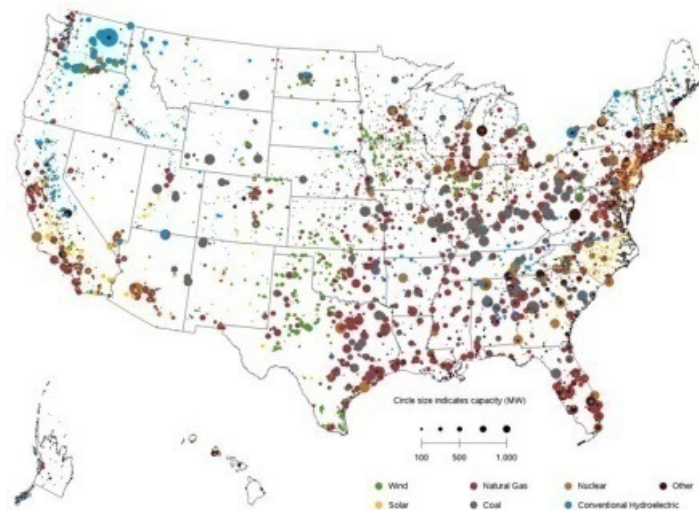 Circle size indicates capacity (MW)
100 500 1,000
Wind Natural Gas Nuclear Other
Solar Coal Conventional Hydroelectric